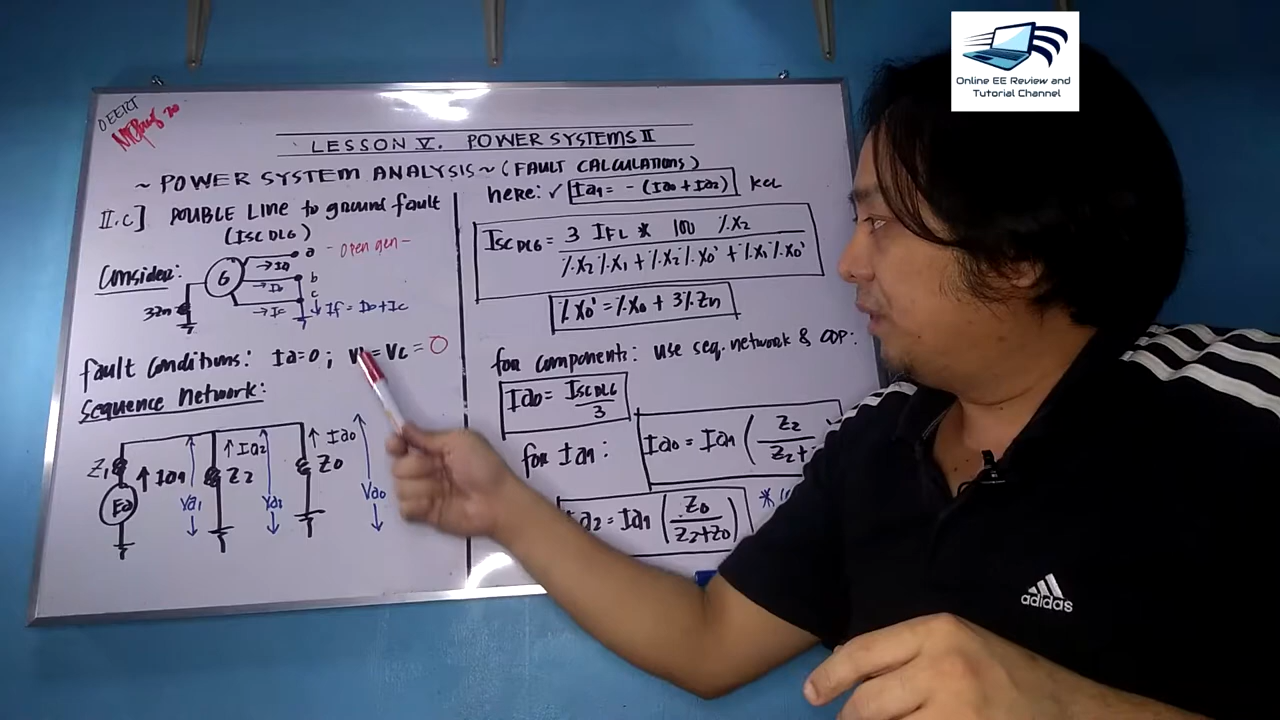 Online EE Review and
Tutorial Channel
OEERT
LESSON V. POWER SYSTEMS II
~ POWER SYSTEM ANALYSIS ~ (FAULT CALCULATIONS)
II.C] DOUBLE LINE to ground fault
(ISC DLG)
Consider:
a - open gen -
→ Ia
G
b
→ Ib
c
→ Ic
3Zn
↓ If = Ib + Ic
fault conditions: Ia=0; = Vc = 0
Sequence Network:
Z1 ↑ Ia1
Ea
Va1
↑ Ia2
Z2
Va2
↑ Ia0
Z0
Va0
here: ✓ Ia1 = - (Ia0 + Ia2) KCL
ISC DLG = 3 IFL * 100 %X2
%X2 %X1 + %X2 %X0' + %X1 %X0'
%X0' = %X0 + 3%Zn
for components: use seq. network & CDP:
Ia0 = ISC DLG
3
for Ia1:
Ia0 = Ia1 ( Z2
Z2+
a2 = Ia1 ( Z0
Z2+Z0 )
adidas